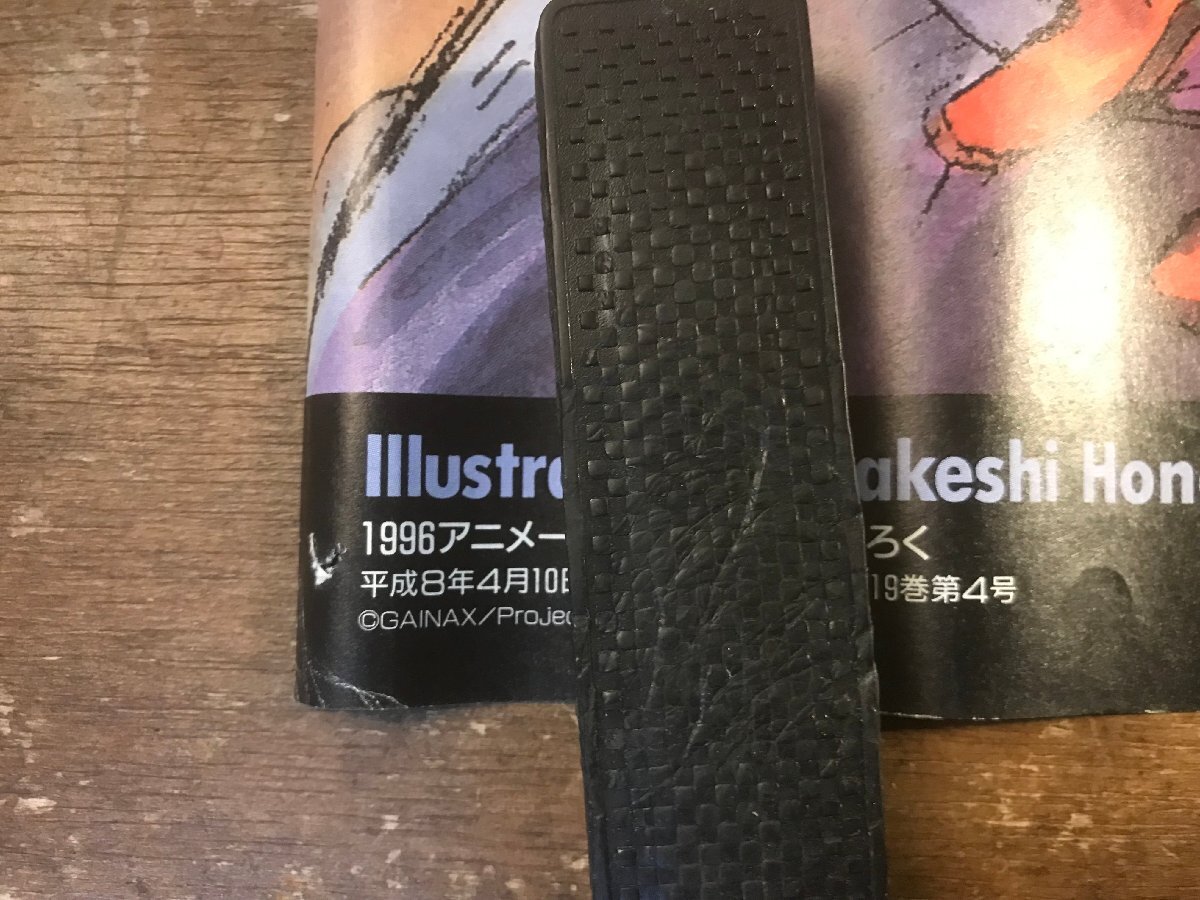 Illustra akeshi Hon
1996アニメー ろく
平成8年4月10日 19巻第4号
©GAINAX/Projec